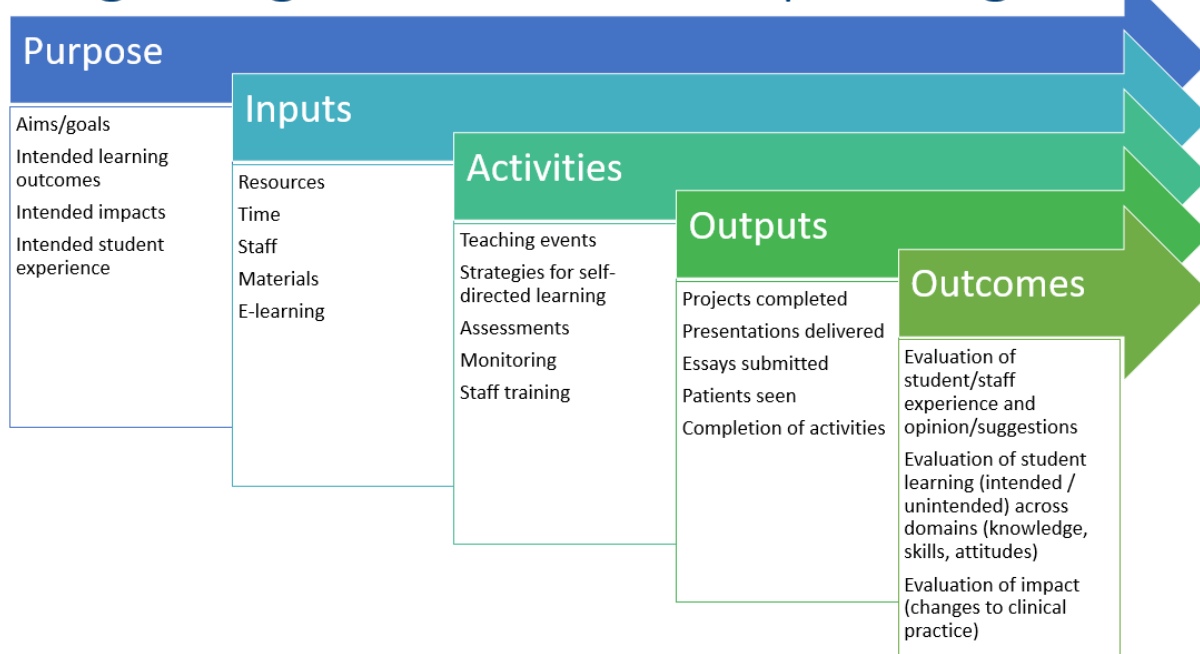 Purpose
Aims/goals
Intended learning
outcomes
Intended impacts
Intended student
experience
Inputs
Resources
Time
Staff
Materials
E-learning
Activities
Teaching events
Strategies for self-
directed learning
Assessments
Monitoring
Staff training
Outputs
Projects completed
Presentations delivered
Essays submitted
Patients seen
Completion of activities
Outcomes
Evaluation of
student/staff
experience and
opinion/suggestions
Evaluation of student
learning (intended /
unintended) across
domains (knowledge,
skills, attitudes)
Evaluation of impact
(changes to clinical
practice)